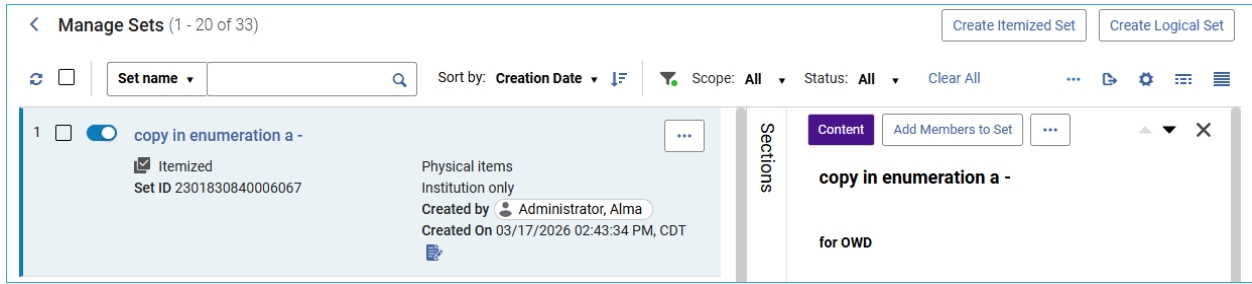 Manage Sets (1 - 20 of 33)
Create Itemized Set
Create Logical Set
Set name
Sort by: Creation Date
Scope: All
Status: All
Clear All
1
copy in enumeration a -
Itemized
Set ID 2301830840006067
Physical items
Institution only
Created by Administrator, Alma
Created On 03/17/2026 02:43:34 PM, CDT
Sections
Content
Add Members to Set
copy in enumeration a -
for OWD